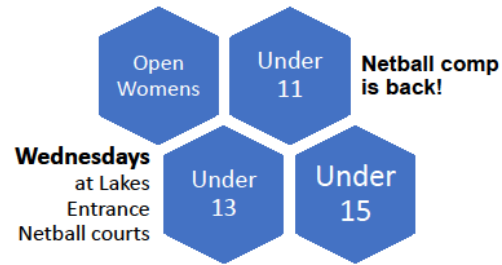 Open
Womens
Under
11
Netball comp
is back!
Wednesdays
at Lakes
Entrance
Netball courts
Under
13
Under
15